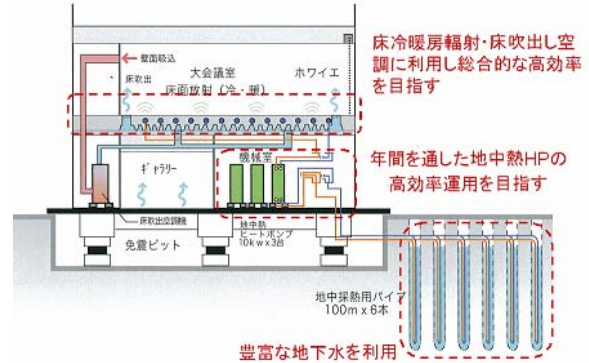 床冷暖房輻射・床吹出し空
調に利用し総合的な高効率
を目指す
壁面吸込
床吹出
大会議室
床面放射（冷・暖）
ホワイエ
年間を通した地中熱HPの
高効率運用を目指す
機械室
ギャラリー
床吹出空調機
地中熱
ヒートポンプ
10kw×3台
免震ピット
地中採熱用パイプ
100m×6本
豊富な地下水を利用